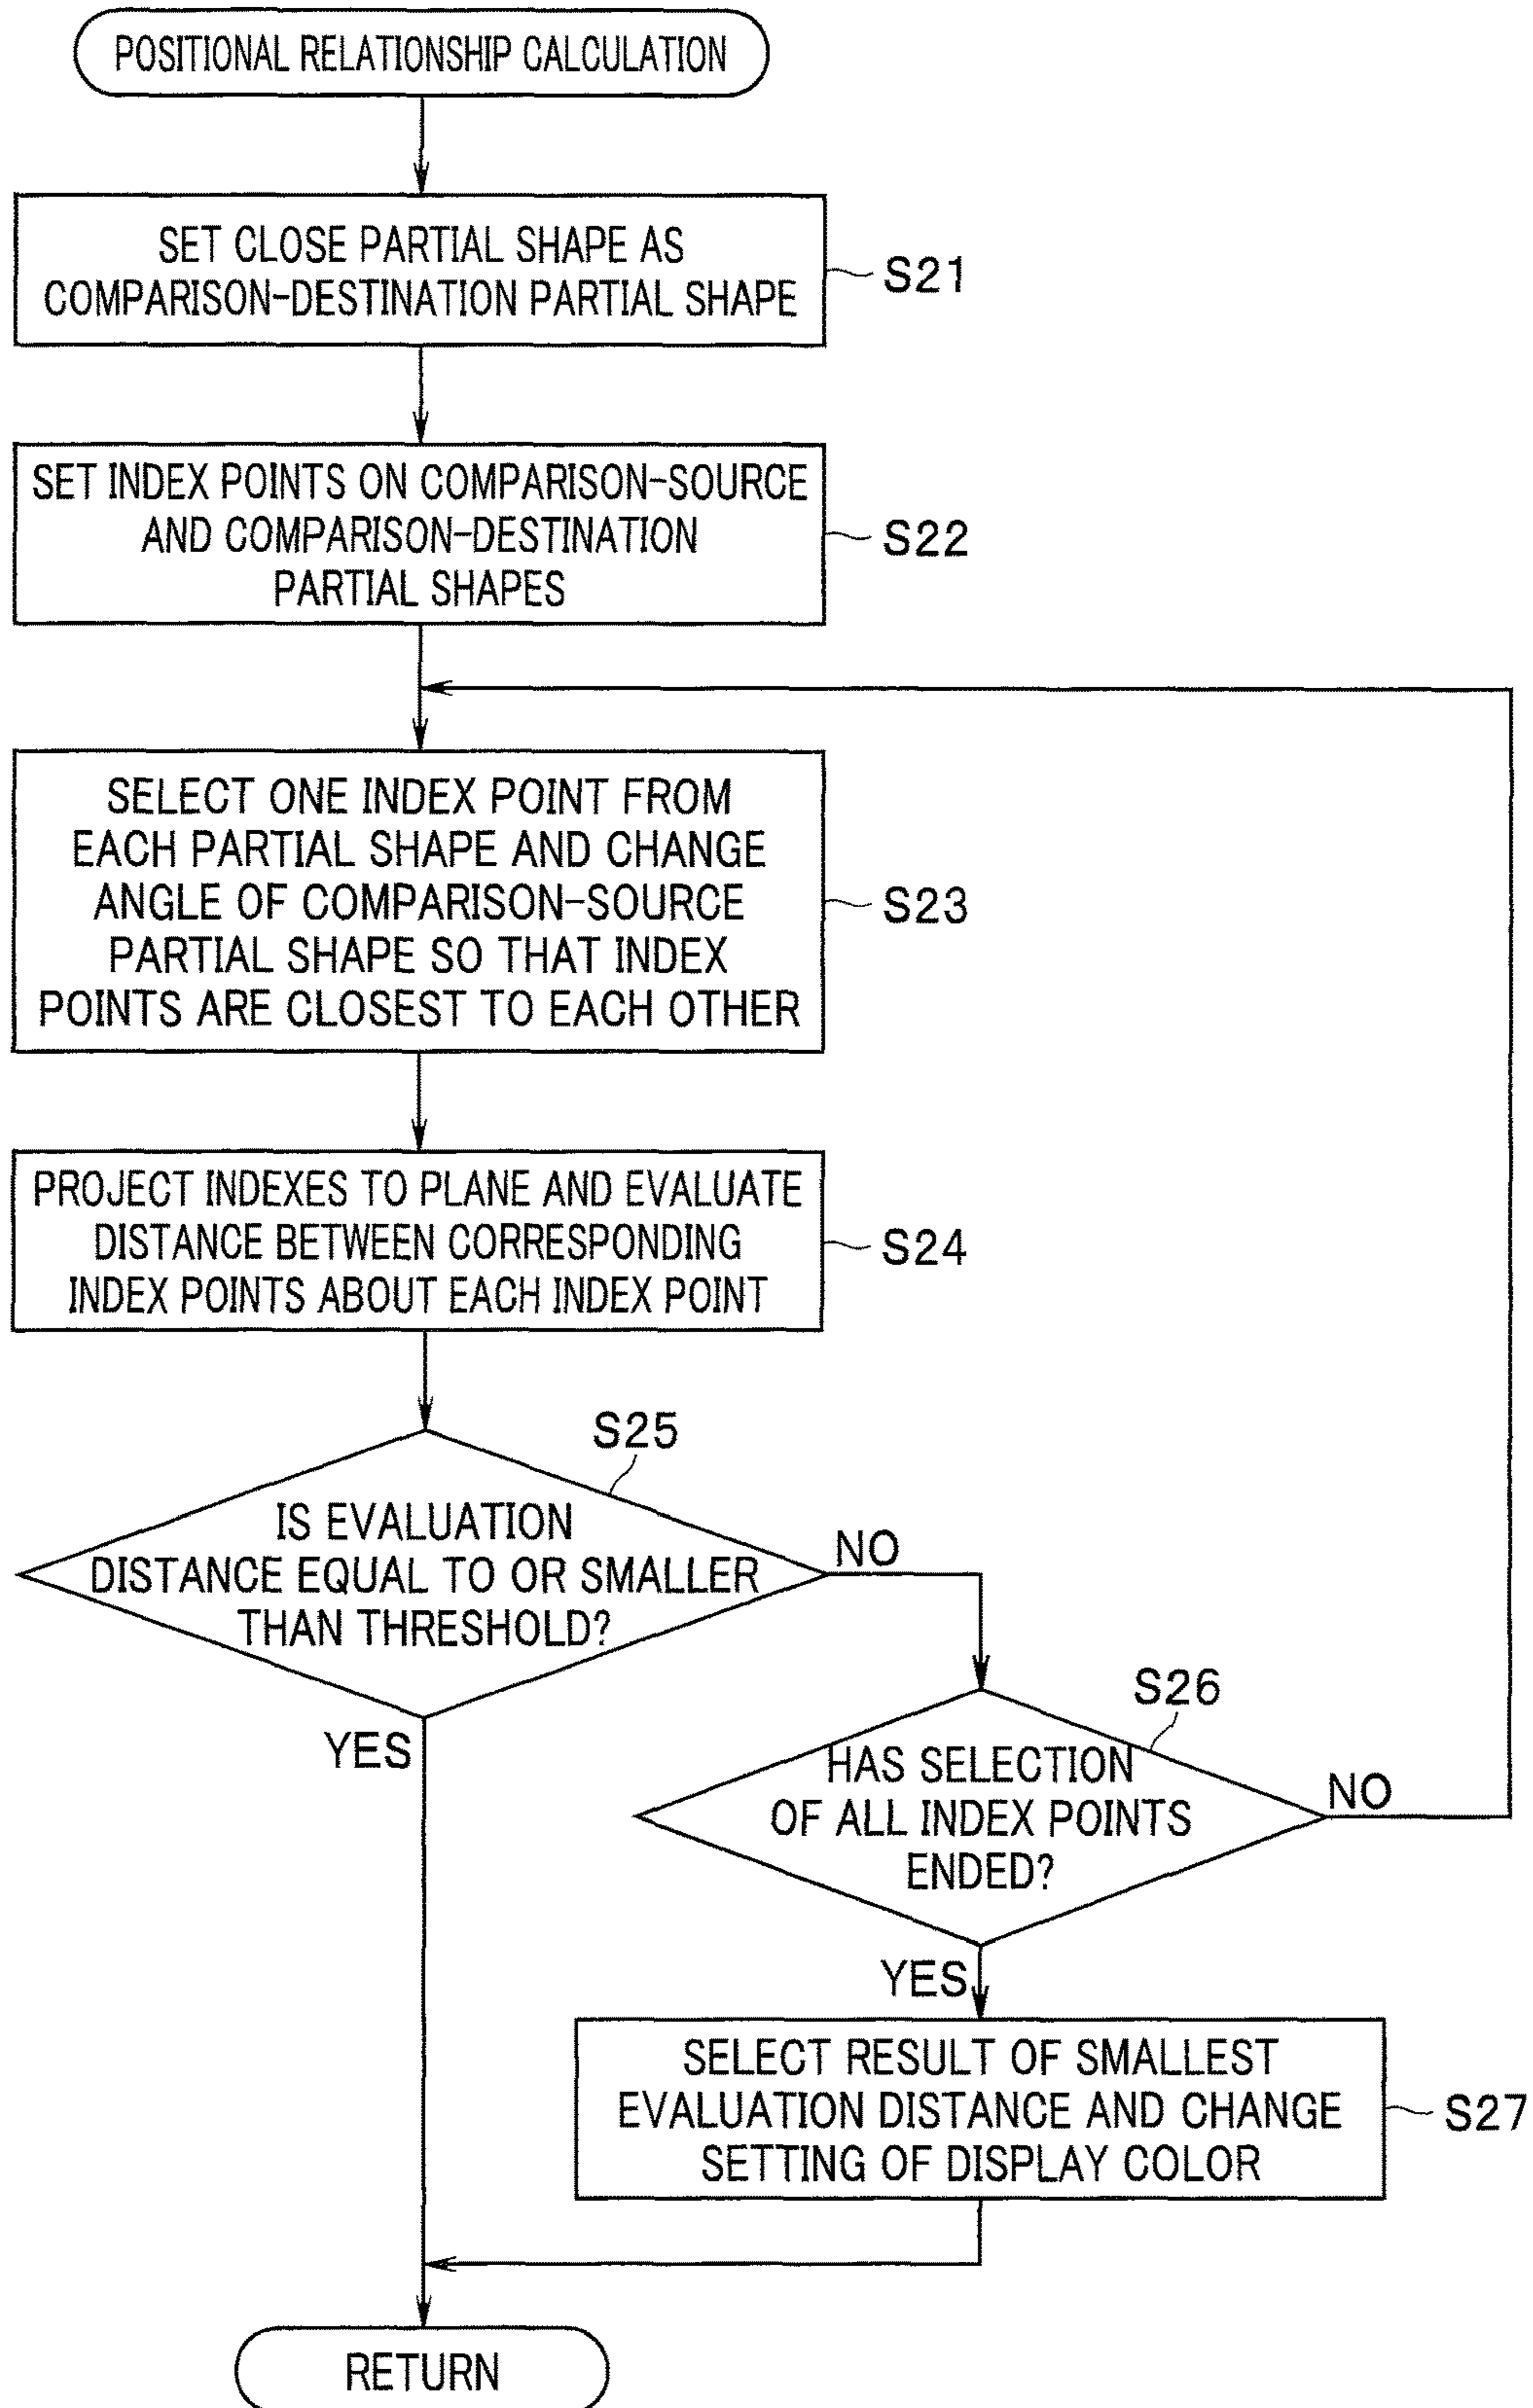 POSITIONAL RELATIONSHIP CALCULATION
SET CLOSE PARTIAL SHAPE AS
COMPARISON-DESTINATION PARTIAL SHAPE
S21
SET INDEX POINTS ON COMPARISON-SOURCE
AND COMPARISON-DESTINATION
PARTIAL SHAPES
S22
SELECT ONE INDEX POINT FROM
EACH PARTIAL SHAPE AND CHANGE
ANGLE OF COMPARISON-SOURCE
PARTIAL SHAPE SO THAT INDEX
POINTS ARE CLOSEST TO EACH OTHER
S23
PROJECT INDEXES TO PLANE AND EVALUATE
DISTANCE BETWEEN CORRESPONDING
INDEX POINTS ABOUT EACH INDEX POINT
S24
S25
IS EVALUATION
DISTANCE EQUAL TO OR SMALLER
THAN THRESHOLD?
NO
YES
S26
HAS SELECTION
OF ALL INDEX POINTS
ENDED?
NO
YES
SELECT RESULT OF SMALLEST
EVALUATION DISTANCE AND CHANGE
SETTING OF DISPLAY COLOR
S27
RETURN